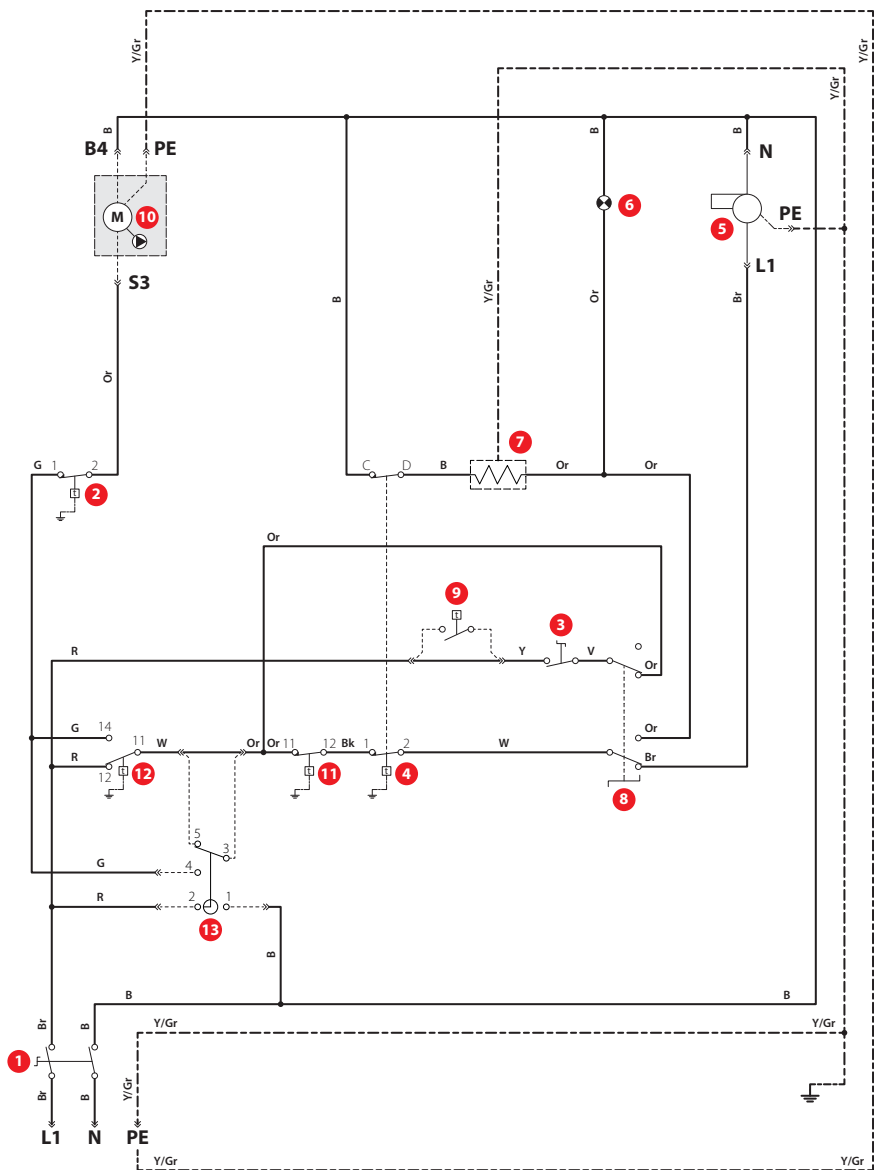 Y/Gr
Y/Gr
Y/Gr
B B B
B4 PE N
M 10
6
5 PE
S3 L1
Y/Gr
B Or Br
Or
7
G 1 2 C D B Or Or
t 2
Or
9
t 3
R Y V
Or
G 14 11 W Or Or 11 12 Bk 1 2 W Or
R Br
12 t 12 t 11 t 4
8
5
3
G 4
R 2 1
13
B
B B
Br B Y/Gr Y/Gr
1
Br B Y/Gr
L1 N PE
Y/Gr Y/Gr